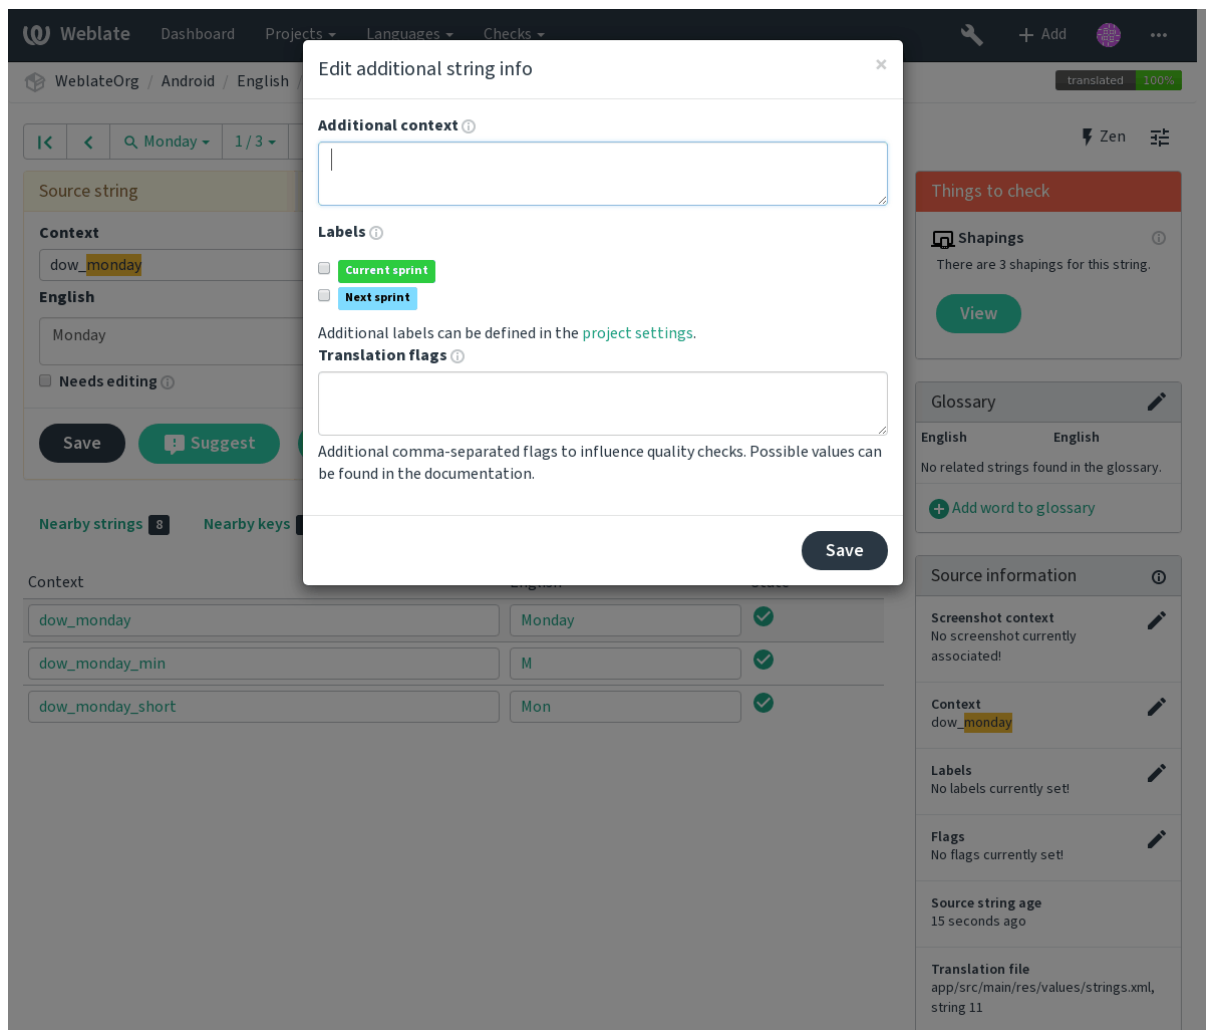 Weblate Dashboard Projects Languages Checks Add
WeblateOrg / Android / English / translated 100%
Edit additional string info ×
Monday 1 / 3 Zen
Additional context
Source string
Context
dow_monday
English
Monday
Needs editing
Save Suggest
Labels
Current sprint
Next sprint
Additional labels can be defined in the project settings.
Translation flags
Additional comma-separated flags to influence quality checks. Possible values can
be found in the documentation.
Save
Nearby strings 8 Nearby keys
Context
dow_monday Monday
dow_monday_min M
dow_monday_short Mon
Things to check
Shapings
There are 3 shapings for this string.
View
Glossary
English English
No related strings found in the glossary.
Add word to glossary
Source information
Screenshot context
No screenshot currently
associated!
Context
dow_monday
Labels
No labels currently set!
Flags
No flags currently set!
Source string age
15 seconds ago
Translation file
app/src/main/res/values/strings.xml,
string 11